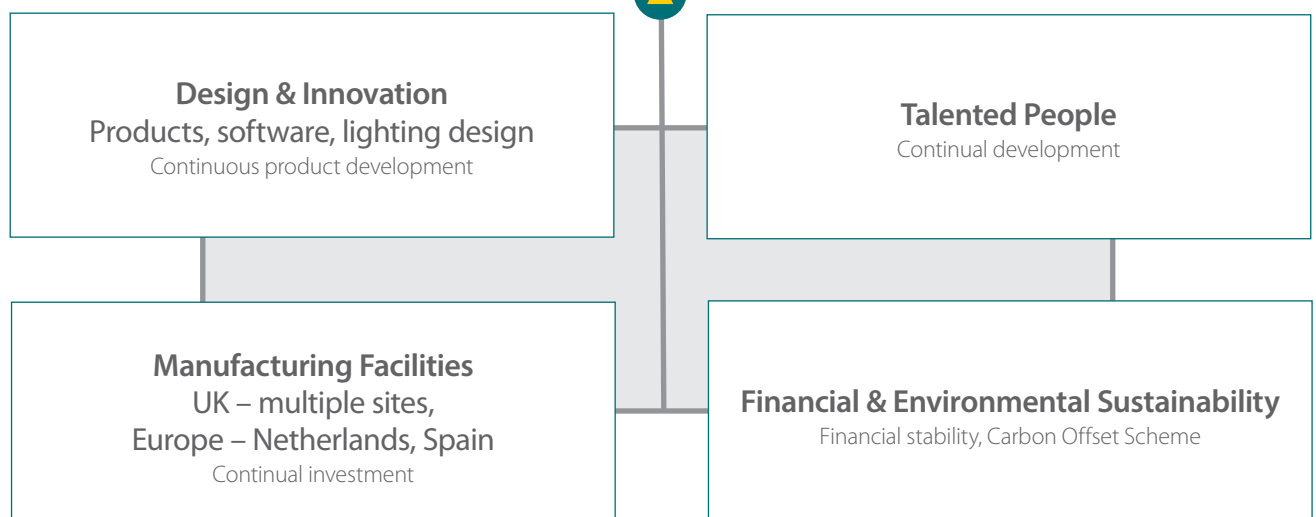 Design & Innovation
Products, software, lighting design
Continuous product development
Talented People
Continual development
Manufacturing Facilities
UK – multiple sites,
Europe – Netherlands, Spain
Continual investment
Financial & Environmental Sustainability
Financial stability, Carbon Offset Scheme